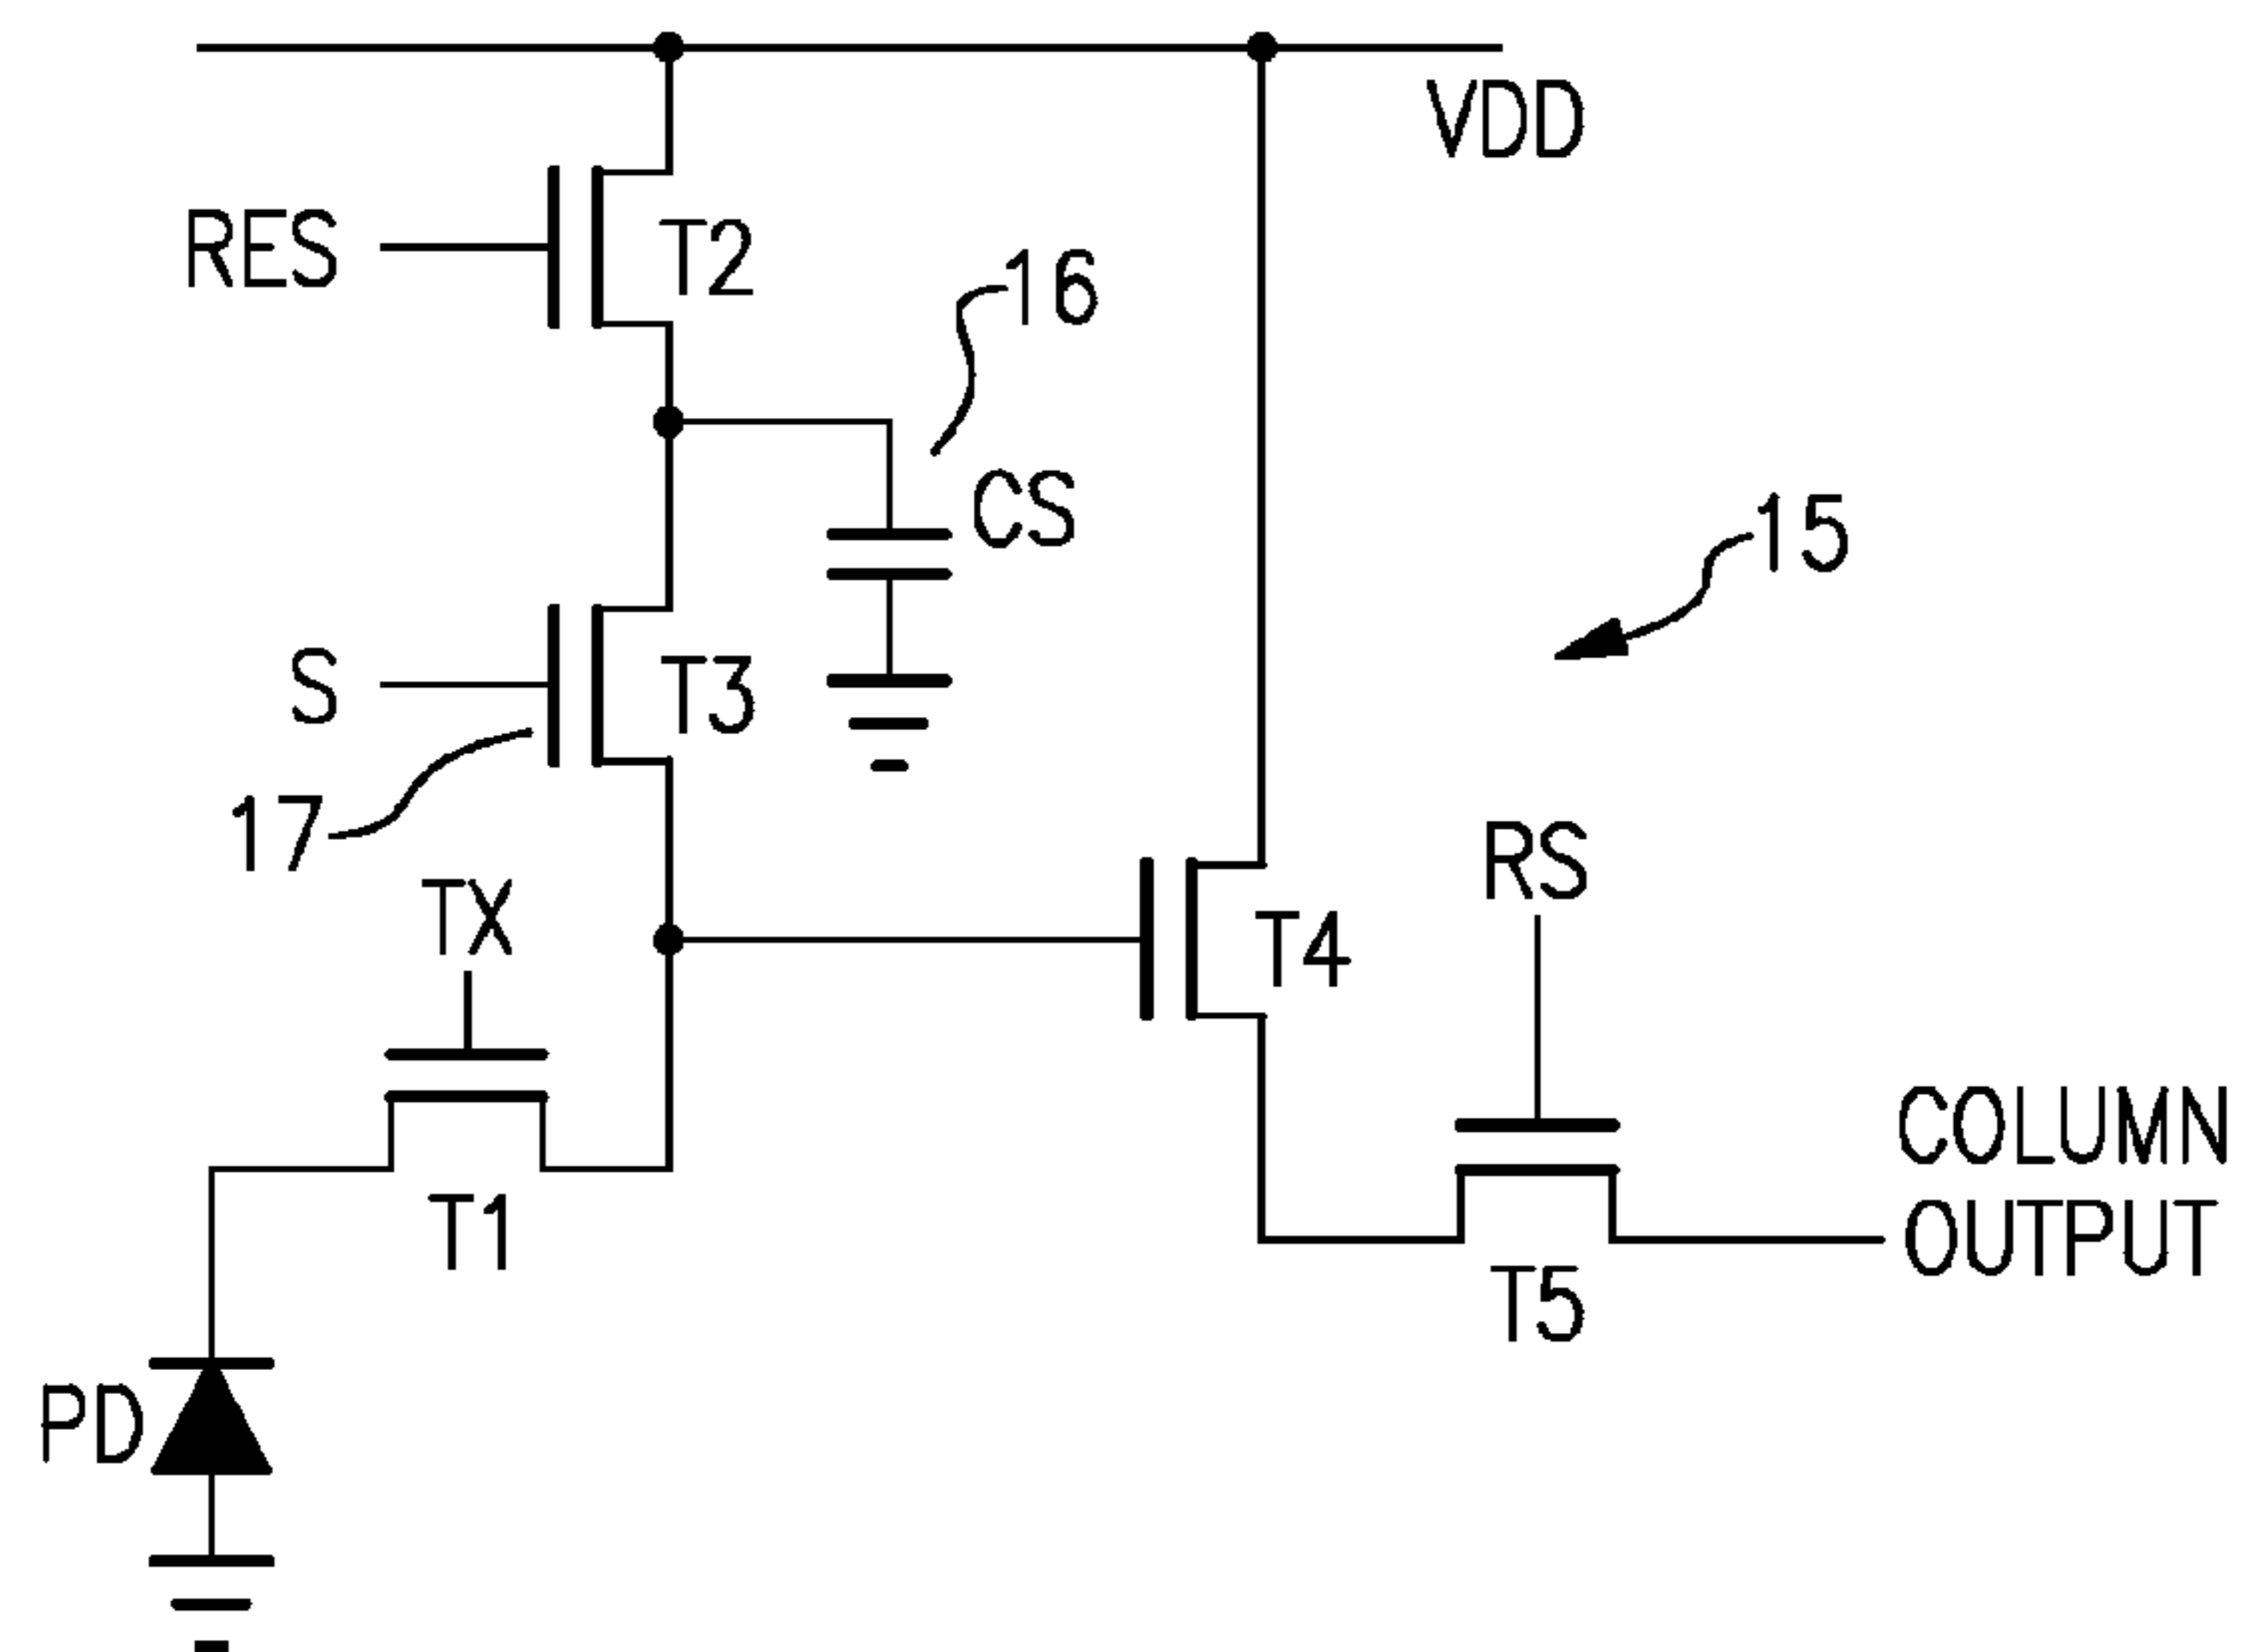 VDD
RES
T2
16
CS
15
S
T3
17
RS
TX
T4
COLUMN
OUTPUT
T1
T5
PD